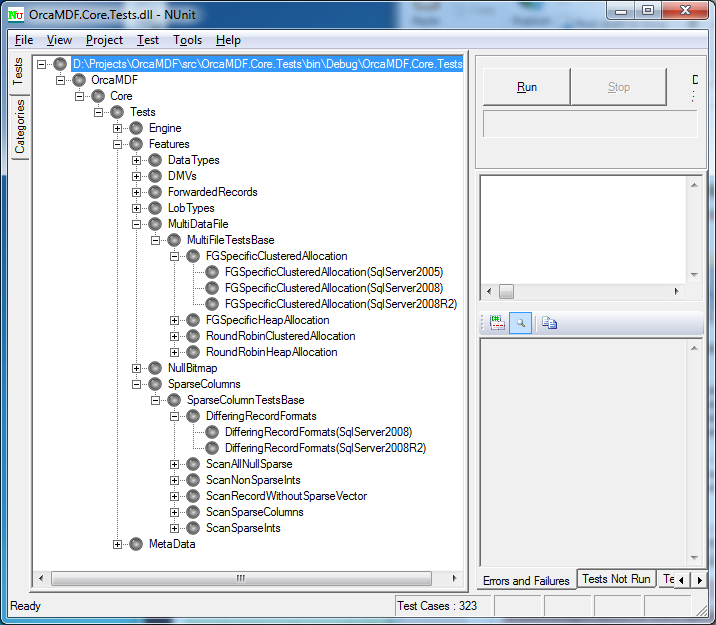 OrcaMDF.Core.Tests.dll - NUnit
File View Project Test Tools Help
Tests
Categories
D:\Projects\OrcaMDF\src\OrcaMDF.Core.Tests\bin\Debug\OrcaMDF.Core.Tests
OrcaMDF
Core
Tests
Engine
Features
DataTypes
DMVs
ForwardedRecords
LobTypes
MultiDataFile
MultiFileTestsBase
FGSpecificClusteredAllocation
FGSpecificClusteredAllocation(SqlServer2005)
FGSpecificClusteredAllocation(SqlServer2008)
FGSpecificClusteredAllocation(SqlServer2008R2)
FGSpecificHeapAllocation
RoundRobinClusteredAllocation
RoundRobinHeapAllocation
NullBitmap
SparseColumns
SparseColumnTestsBase
DifferingRecordFormats
DifferingRecordFormats(SqlServer2008)
DifferingRecordFormats(SqlServer2008R2)
ScanAllNullSparse
ScanNonSparseInts
ScanRecordWithoutSparseVector
ScanSparseColumns
ScanSparseInts
MetaData
Run
Stop
D
:
Errors and Failures
Tests Not Run
Te
Ready
Test Cases : 323